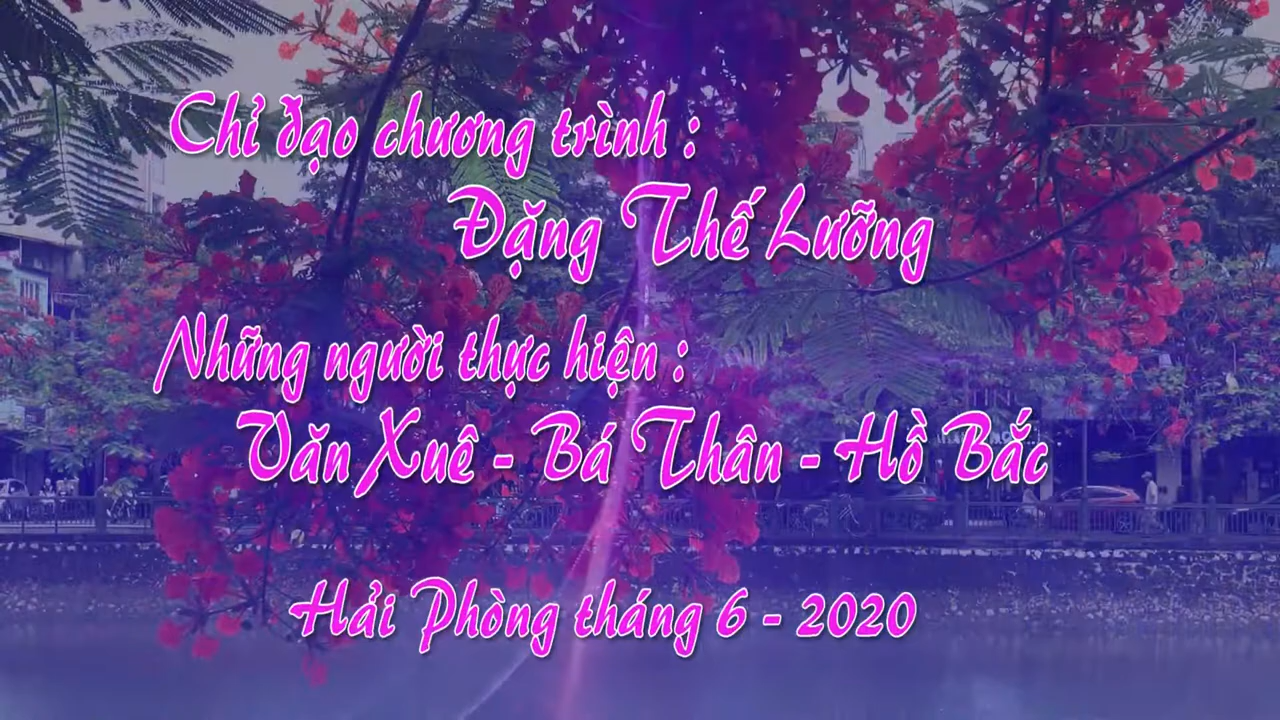 Chỉ đạo chương trình :
Đặng Thế Lưỡng
Những người thực hiện :
Văn Xuê - Bá Thân - Hồ Bắc
Hải Phòng tháng 6 - 2020